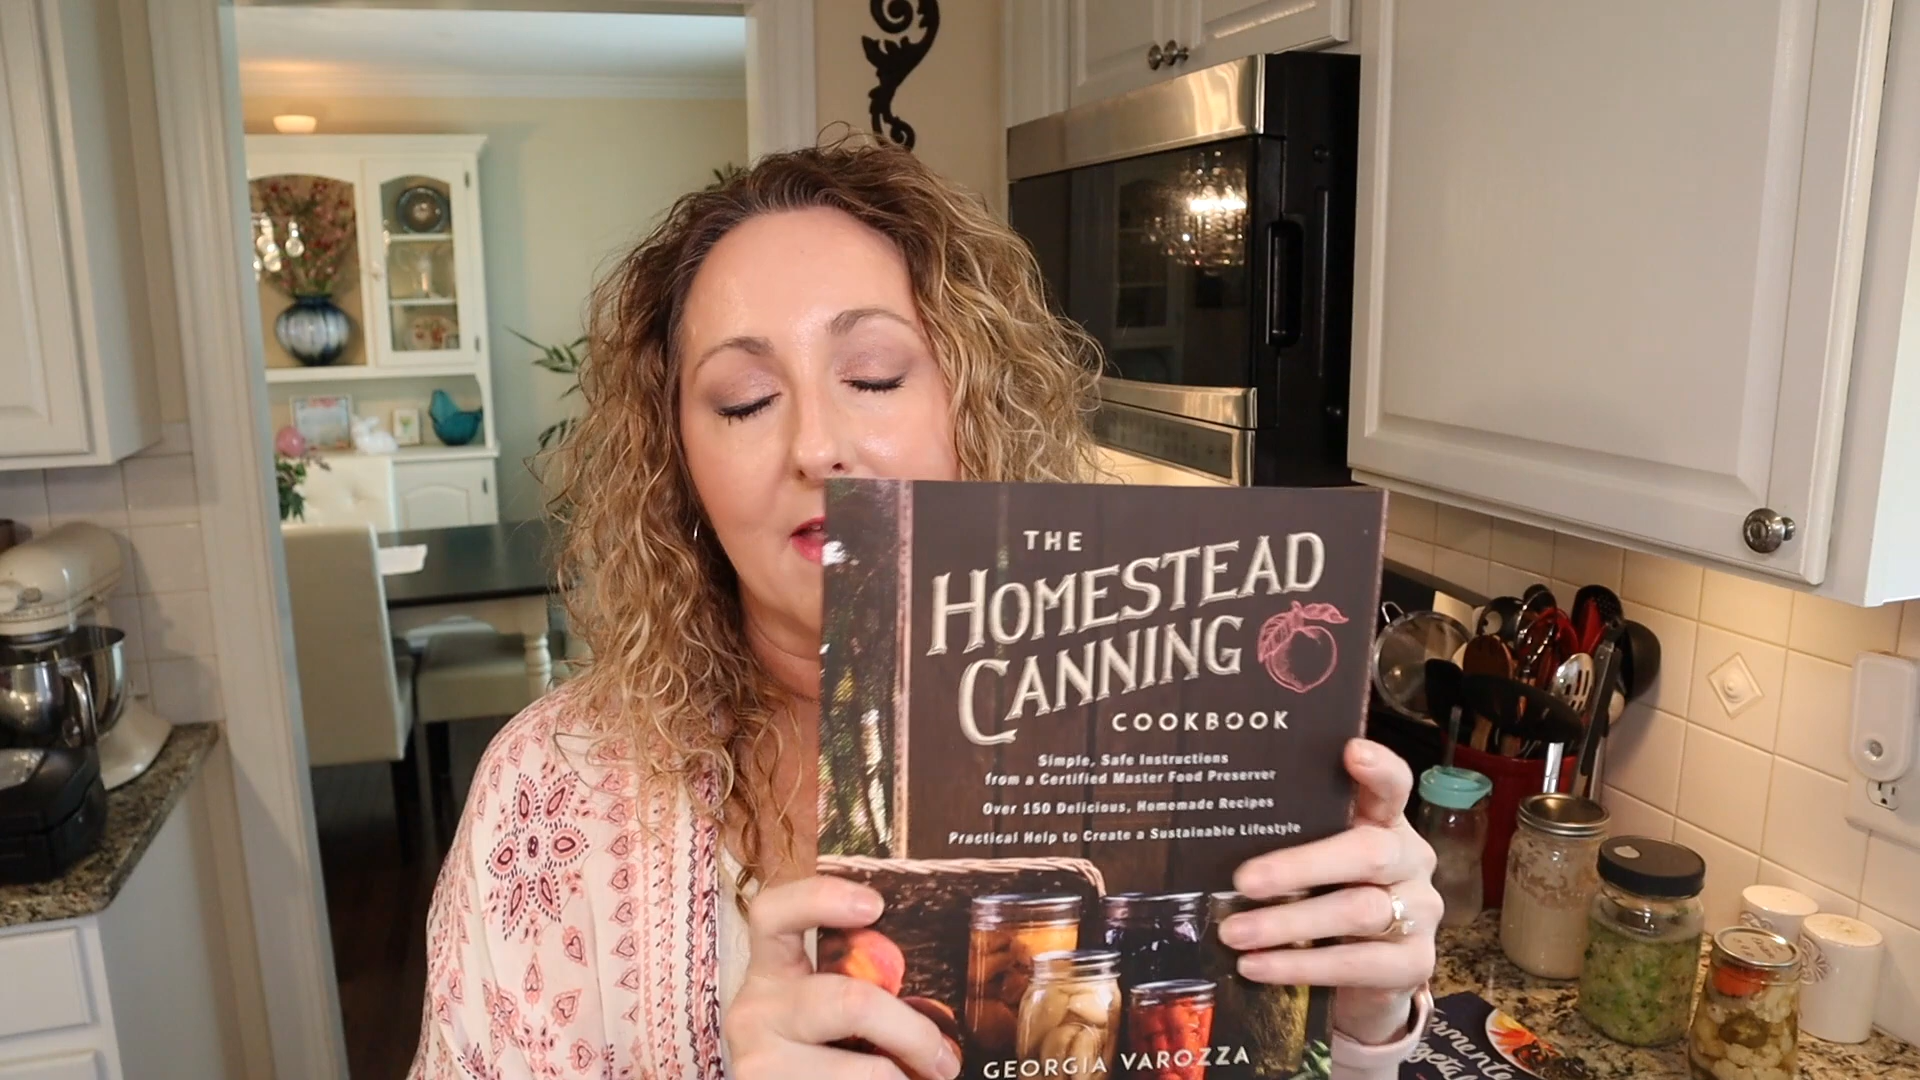 THE
HOMESTEAD
CANNING
COOKBOOK
Simple, Safe Instructions
from a Certified Master Food Preserver
Over 150 Delicious, Homemade Recipes
Practical Help to Create a Sustainable Lifestyle
GEORGIA VAROZZA